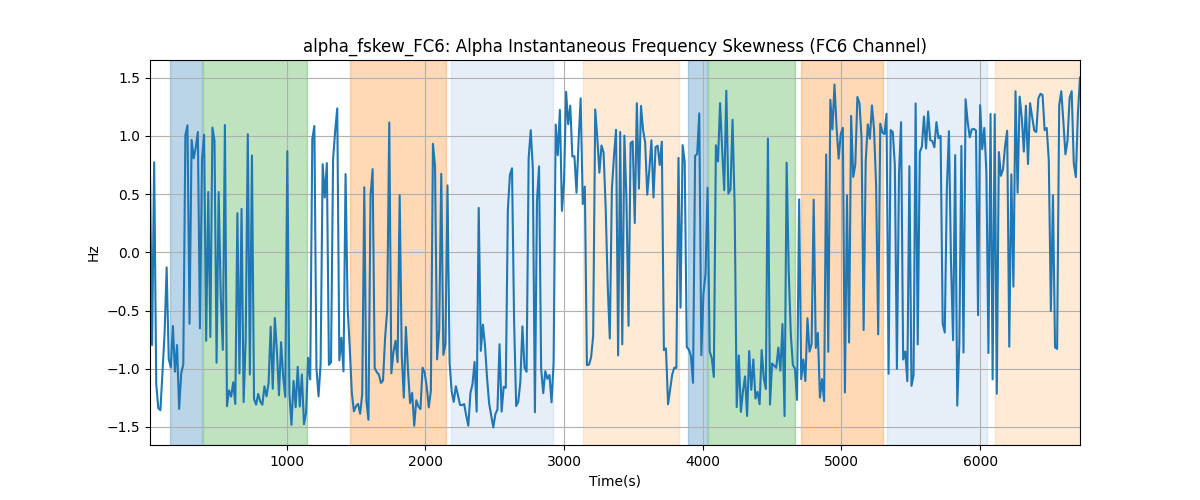 alpha_fskew_FC6: Alpha Instantaneous Frequency Skewness (FC6 Channel)
1.5
1.0
0.5
0.0
−0.5
−1.0
−1.5
Hz
1000 2000 3000 4000 5000 6000
Time(s)